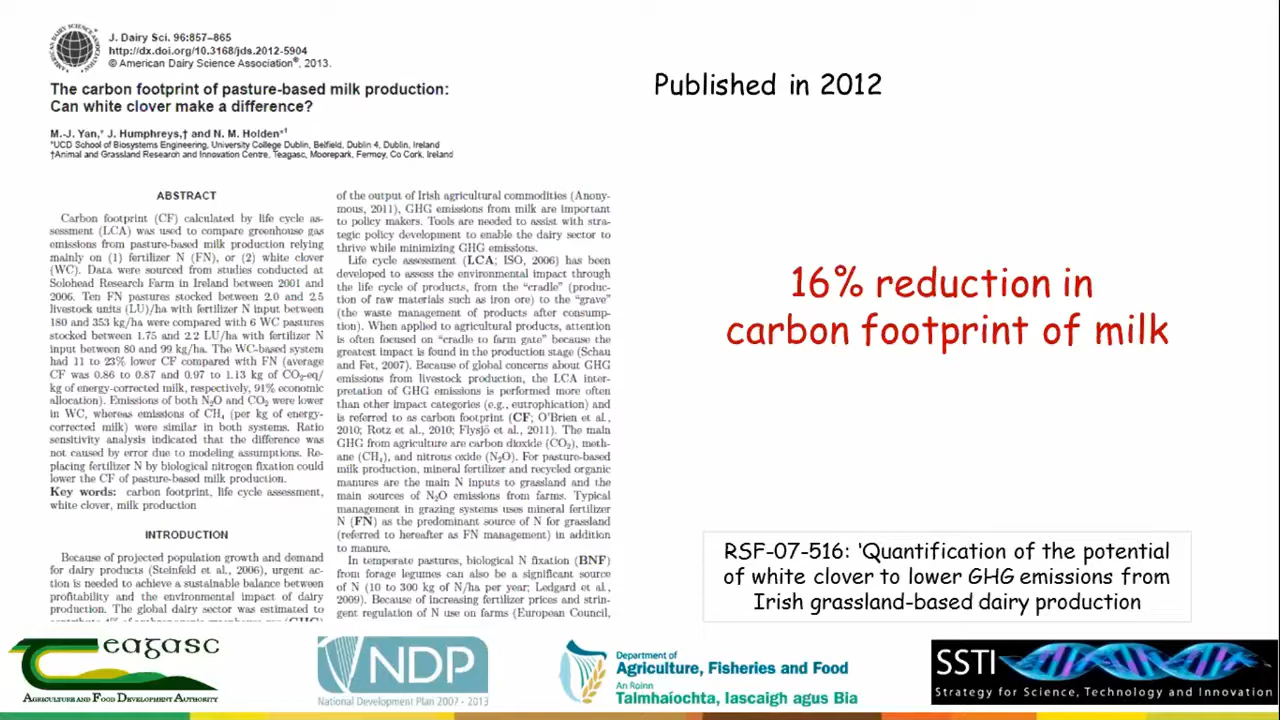 J. Dairy Sci. 96:857–865
http://dx.doi.org/10.3168/jds.2012-5904
© American Dairy Science Association®, 2013.
The carbon footprint of pasture-based milk production:
Can white clover make a difference?
M.-J. Yan,* J. Humphreys,† and N. M. Holden*¹
*UCD School of Biosystems Engineering, University College Dublin, Belfield, Dublin 4, Dublin, Ireland
†Animal and Grassland Research and Innovation Centre, Teagasc, Moorepark, Fermoy, Co Cork, Ireland
ABSTRACT
Carbon footprint (CF) calculated by life cycle as-
sessment (LCA) was used to compare greenhouse gas
emissions from pasture-based milk production relying
mainly on (1) fertilizer N (FN), or (2) white clover
(WC). Data were sourced from studies conducted at
Solohead Research Farm in Ireland between 2001 and
2006. Ten FN pastures stocked between 2.0 and 2.5
livestock units (LU)/ha with fertilizer N input between
180 and 353 kg/ha were compared with 6 WC pastures
stocked between 1.75 and 2.2 LU/ha with fertilizer N
input between 80 and 99 kg/ha. The WC-based system
had 11 to 23% lower CF compared with FN (average
CF was 0.86 to 0.87 and 0.97 to 1.13 kg of CO₂-eq/
kg of energy-corrected milk, respectively, 91% economic
allocation). Emissions of both N₂O and CO₂ were lower
in WC, whereas emissions of CH₄ (per kg of energy-
corrected milk) were similar in both systems. Ratio
sensitivity analysis indicated that the difference was
not caused by error due to modeling assumptions. Re-
placing fertilizer N by biological nitrogen fixation could
lower the CF of pasture-based milk production.
Key words: carbon footprint, life cycle assessment,
white clover, milk production
INTRODUCTION
Because of projected population growth and demand
for dairy products (Steinfeld et al., 2006), urgent ac-
tion is needed to achieve a sustainable balance between
profitability and the environmental impact of dairy
production. The global dairy sector was estimated to
of the output of Irish agricultural commodities (Anony-
mous, 2011), GHG emissions from milk are important
to policy makers. Tools are needed to assist with stra-
tegic policy development to enable the dairy sector to
thrive while minimizing GHG emissions.
Life cycle assessment (LCA; ISO, 2006) has been
developed to assess the environmental impact through
the life cycle of products, from the “cradle” (produc-
tion of raw materials such as iron ore) to the “grave”
(the waste management of products after consump-
tion). When applied to agricultural products, attention
is often focused on “cradle to farm gate” because the
greatest impact is found in the production stage (Schau
and Fet, 2007). Because of global concerns about GHG
emissions from livestock production, the LCA inter-
pretation of GHG emissions is performed more often
than other impact categories (e.g., eutrophication) and
is referred to as carbon footprint (CF; O’Brien et al.,
2010; Rotz et al., 2010; Flysjö et al., 2011). The main
GHG from agriculture are carbon dioxide (CO₂), meth-
ane (CH₄), and nitrous oxide (N₂O). For pasture-based
milk production, mineral fertilizer and recycled organic
manures are the main N inputs to grassland and the
main sources of N₂O emissions from farms. Typical
management in grazing systems uses mineral fertilizer
N (FN) as the predominant source of N for grassland
(referred to hereafter as FN management) in addition
to manure.
In temperate pastures, biological N fixation (BNF)
from forage legumes can also be a significant source
of N (10 to 300 kg of N/ha per year; Ledgard et al.,
2009). Because of increasing fertilizer prices and strin-
gent regulation of N use on farms (European Council,
Published in 2012
16% reduction in
carbon footprint of milk
RSF-07-516: ‘Quantification of the potential
of white clover to lower GHG emissions from
Irish grassland-based dairy production
Teagasc
Agriculture and Food Development Authority
NDP
National Development Plan 2007 - 2013
Department of
Agriculture, Fisheries and Food
An Roinn
Talmhaíochta, Iascaigh agus Bia
SSTI
Strategy for Science, Technology and Innovation